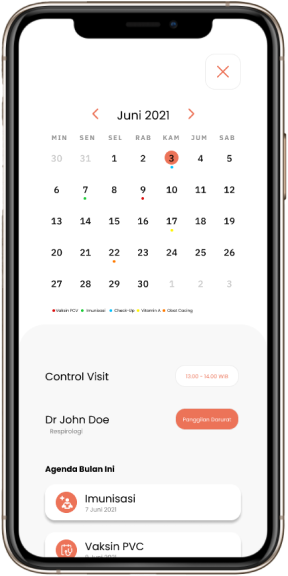 Juni 2021
MIN SEN SEL RAB KAM JUM SAB
30 31 1 2 3 4 5
6 7 8 9 10 11 12
13 14 15 16 17 18 19
20 21 22 23 24 25 26
27 28 29 30 1 2 3
Vaksin PCV Imunisasi Check-Up Vitamin A Obat Cacing
Control Visit
13.00 - 14.00 WIB
Dr John Doe
Respirologi
Panggilan Darurat
Agenda Bulan Ini
Imunisasi
7 Juni 2021
Vaksin PVC
9 Juni 2021